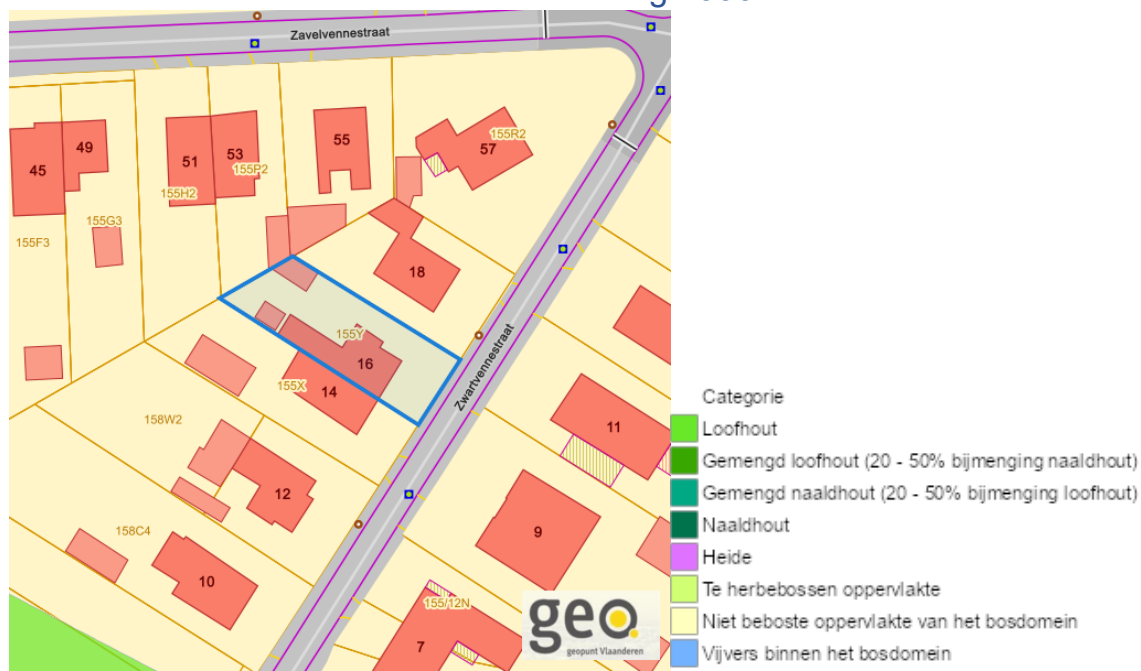 Zavelvennestraat
55
57
155R2
49
51
53
155P2
45
155H2
155G3
155F3
18
155Y
16
Zwartvennestraat
155X
14
158W2
11
12
158C4
9
10
155/12N
7
geo
geopunt Vlaanderen
Categorie
Loofhout
Gemengd loofhout (20 - 50% bijmenging naaldhout)
Gemengd naaldhout (20 - 50% bijmenging loofhout)
Naaldhout
Heide
Te herbebossen oppervlakte
Niet beboste oppervlakte van het bosdomein
Vijvers binnen het bosdomein